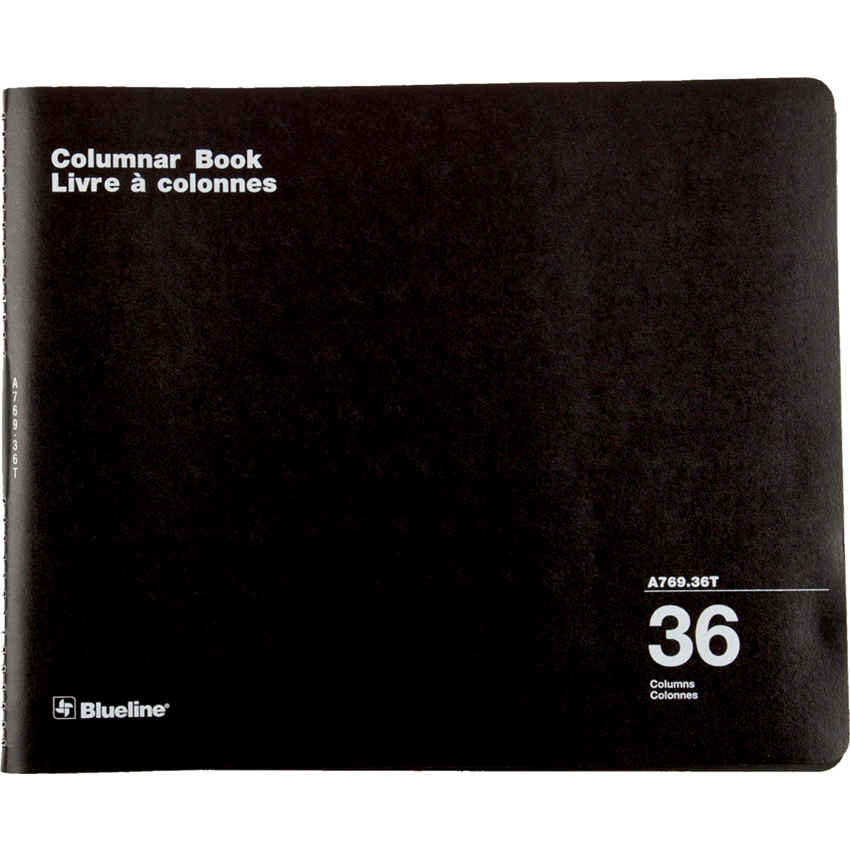 Columnar Book
Livre à colonnes
A769.36T
A769.36T
36
Columns
Colonnes
Blueline®